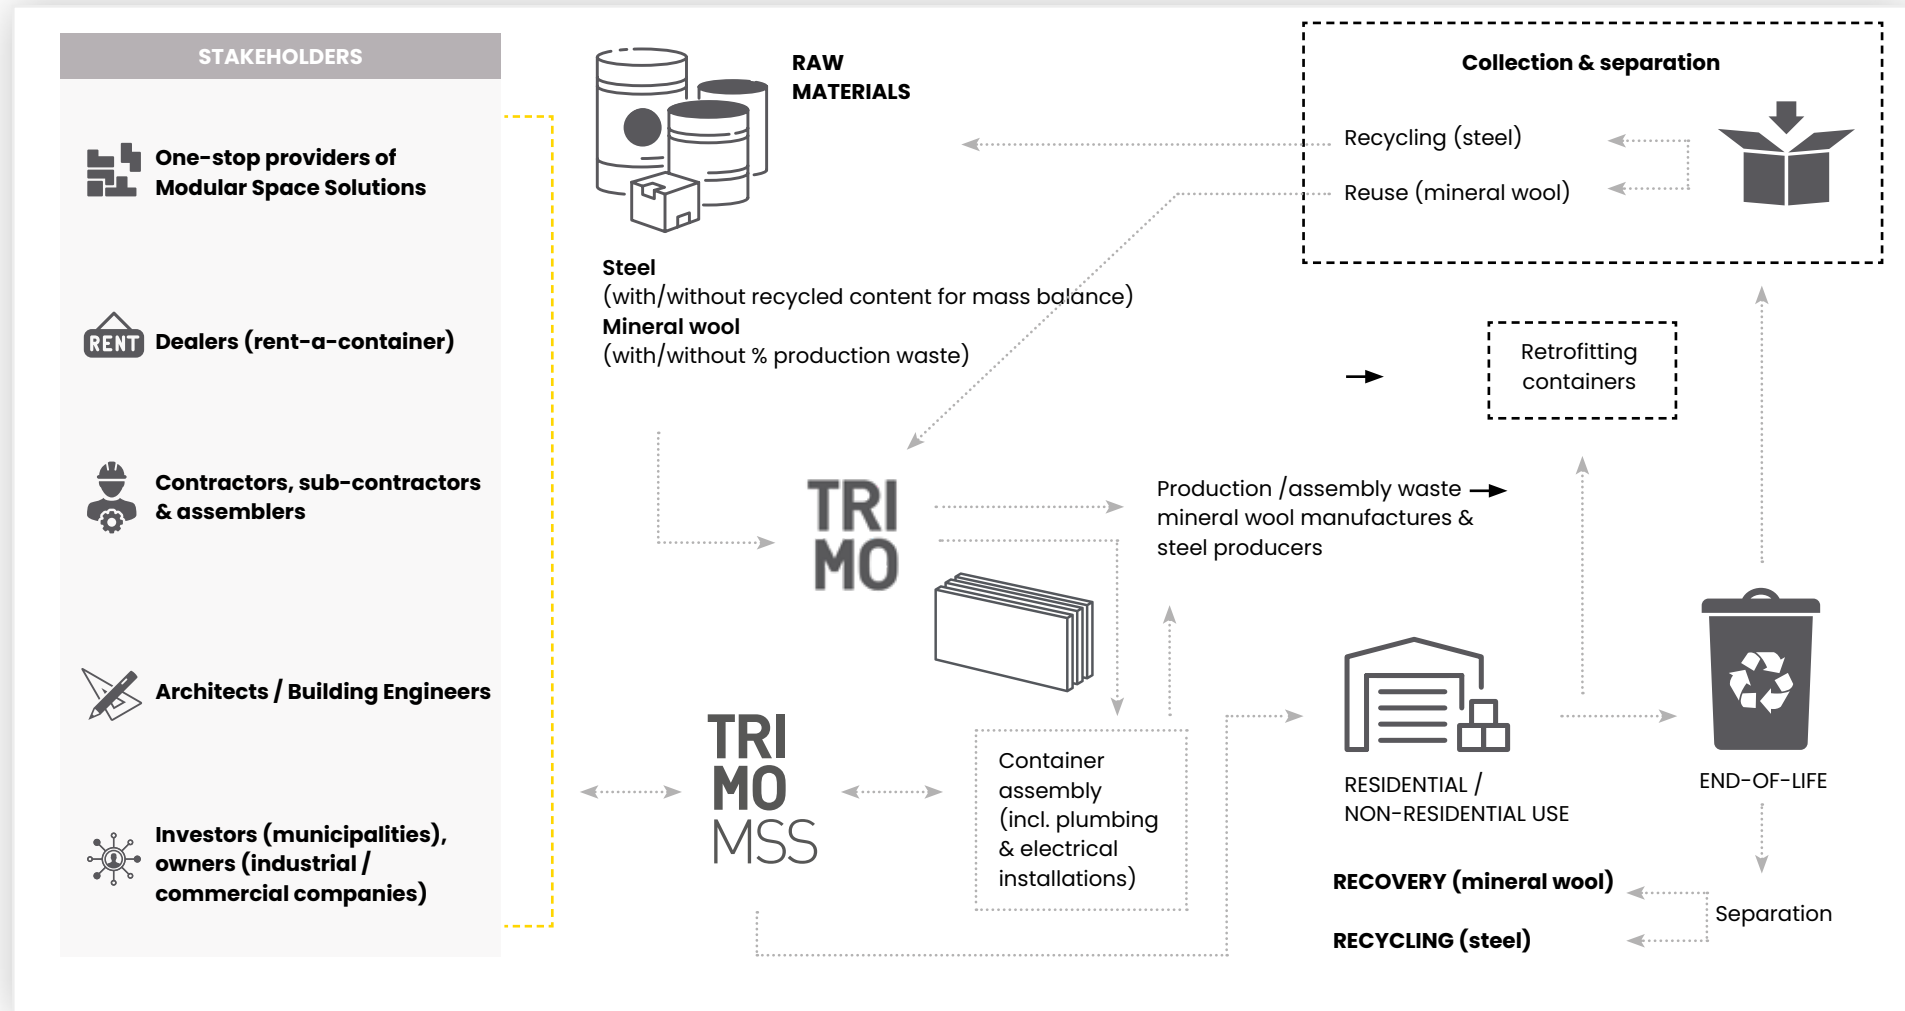 STAKEHOLDERS
One-stop providers of
Modular Space Solutions
RENT
Dealers (rent-a-container)
Contractors, sub-contractors
& assemblers
Architects / Building Engineers
Investors (municipalities),
owners (industrial /
commercial companies)
RAW
MATERIALS
Steel
(with/without recycled content for mass balance)
Mineral wool
(with/without % production waste)
Collection & separation
Recycling (steel)
Reuse (mineral wool)
Retrofitting
containers
TRI
MO
Production /assembly waste
mineral wool manufactures &
steel producers
TRI
MO
MSS
Container
assembly
(incl. plumbing
& electrical
installations)
RESIDENTIAL /
NON-RESIDENTIAL USE
END-OF-LIFE
RECOVERY (mineral wool)
RECYCLING (steel)
Separation